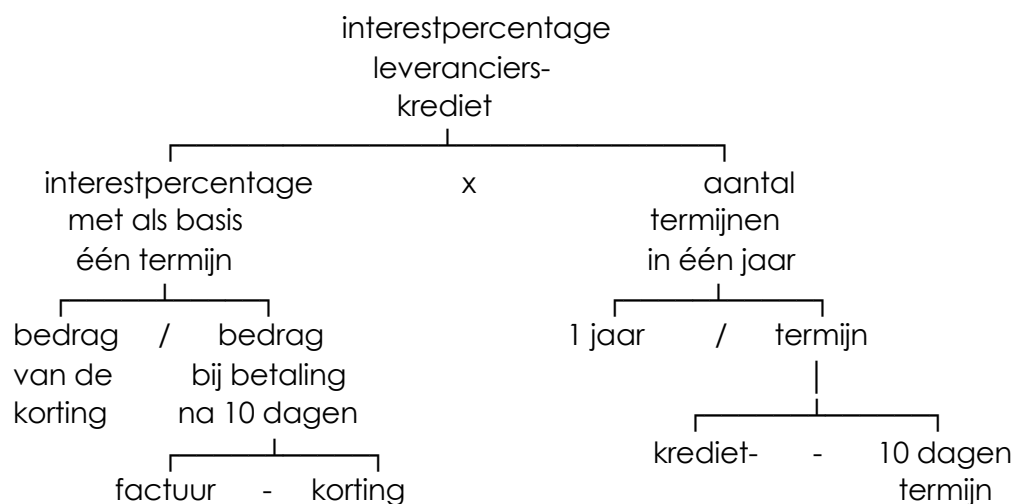 interestpercentage
leveranciers-
krediet
interestpercentage x aantal
met als basis termijnen
één termijn in één jaar
bedrag / bedrag 1 jaar / termijn
van de bij betaling
korting na 10 dagen
krediet- - 10 dagen
factuur - korting termijn